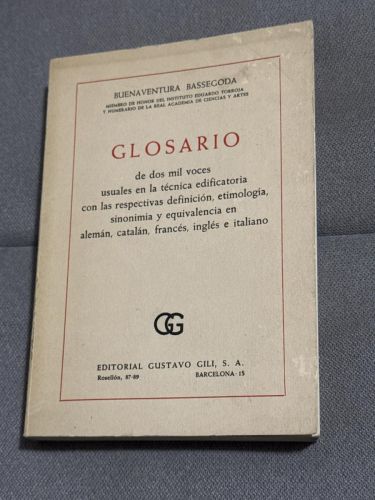 BUENAVENTURA BASSEGODA
MIEMBRO DE HONOR DEL INSTITUTO EDUARDO TORROJA
Y NUMERARIO DE LA REAL ACADEMIA DE CIENCIAS Y ARTES
GLOSARIO
de dos mil voces
usuales en la técnica edificatoria
con las respectivas definición, etimología,
sinonimia y equivalencia en
alemán, catalán, francés, inglés e italiano
GG
EDITORIAL GUSTAVO GILI, S. A.
Rosellón, 87-89 BARCELONA-15